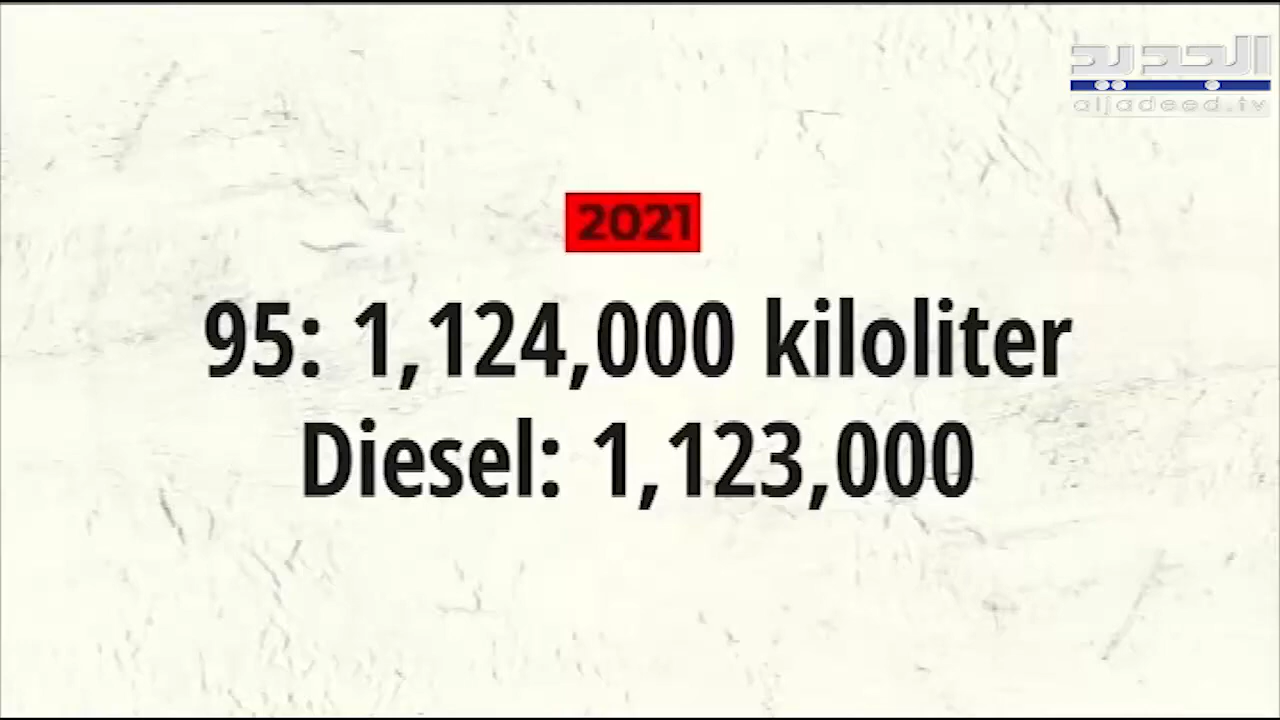 الجديد
aljadeed.tv
2021
95: 1,124,000 kiloliter
Diesel: 1,123,000